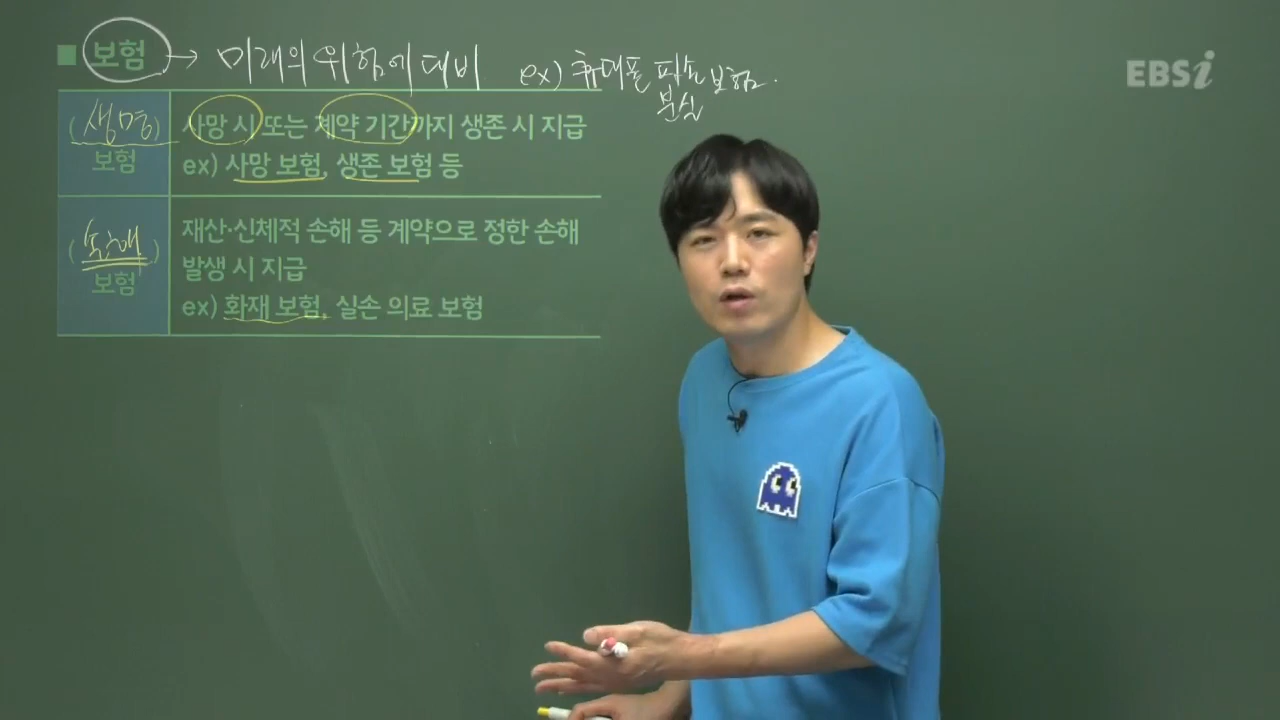 ■ 보험 → 미래의 위험에 대비 ex) 휴대폰 파손 보험.
분실
EBSi
(생명) 사망 시 또는 계약 기간까지 생존 시 지급
보험 ex) 사망 보험, 생존 보험 등
(손해) 재산·신체적 손해 등 계약으로 정한 손해
보험 발생 시 지급
ex) 화재 보험, 실손 의료 보험